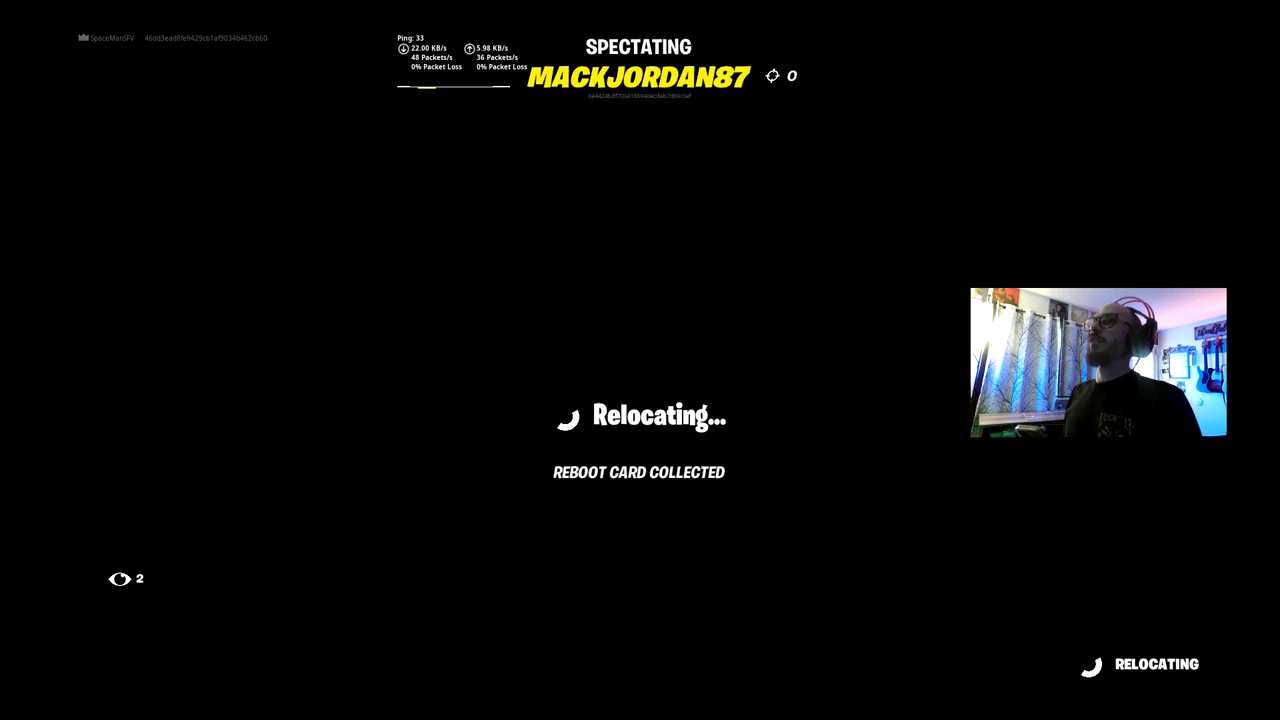 SpaceManSFV 46dd3ead8fe9429cb1af9034b462cb60
Ping: 33
22.00 KB/s 5.98 KB/s
48 Packets/s 36 Packets/s
0% Packet Loss 0% Packet Loss
SPECTATING
MACKJORDAN87 0
Relocating...
REBOOT CARD COLLECTED
2
RELOCATING